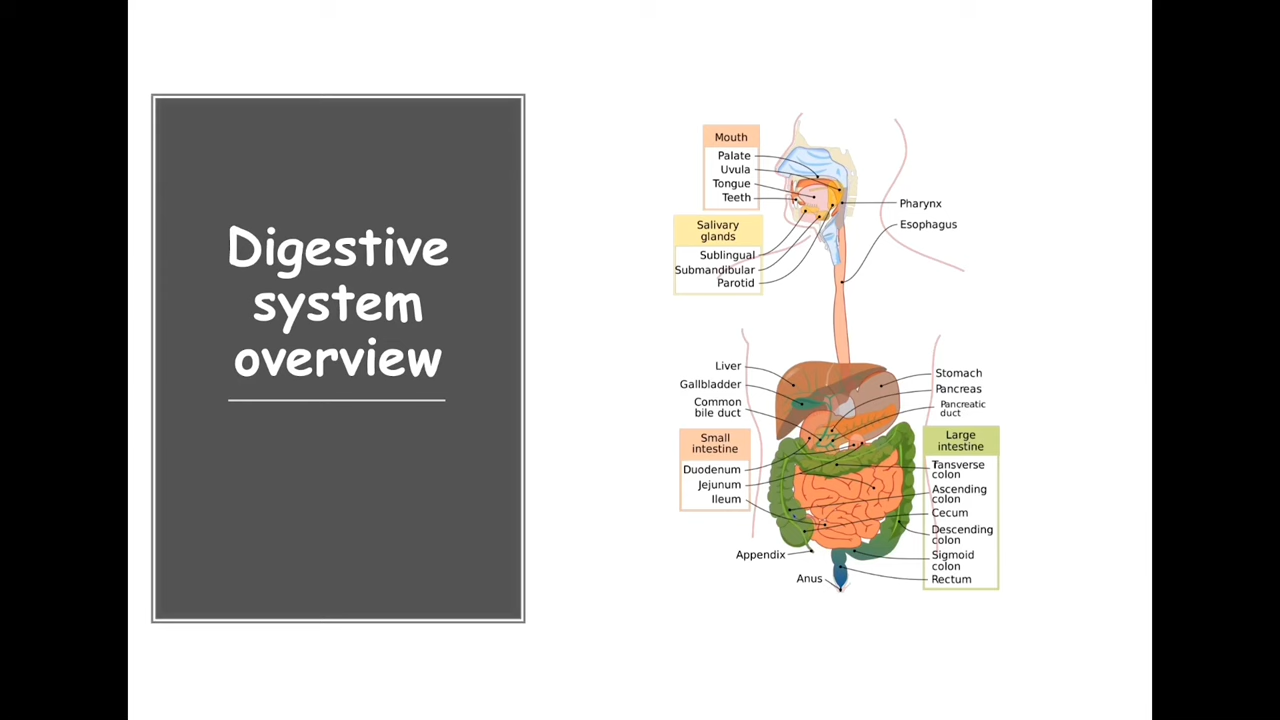 Digestive
system
overview
Mouth
Palate
Uvula
Tongue
Teeth
Salivary
glands
Sublingual
Submandibular
Parotid
Pharynx
Esophagus
Liver
Gallbladder
Common
bile duct
Stomach
Pancreas
Pancreatic
duct
Small
intestine
Duodenum
Jejunum
Ileum
Large
intestine
Tansverse
colon
Ascending
colon
Cecum
Descending
colon
Sigmoid
colon
Rectum
Appendix
Anus